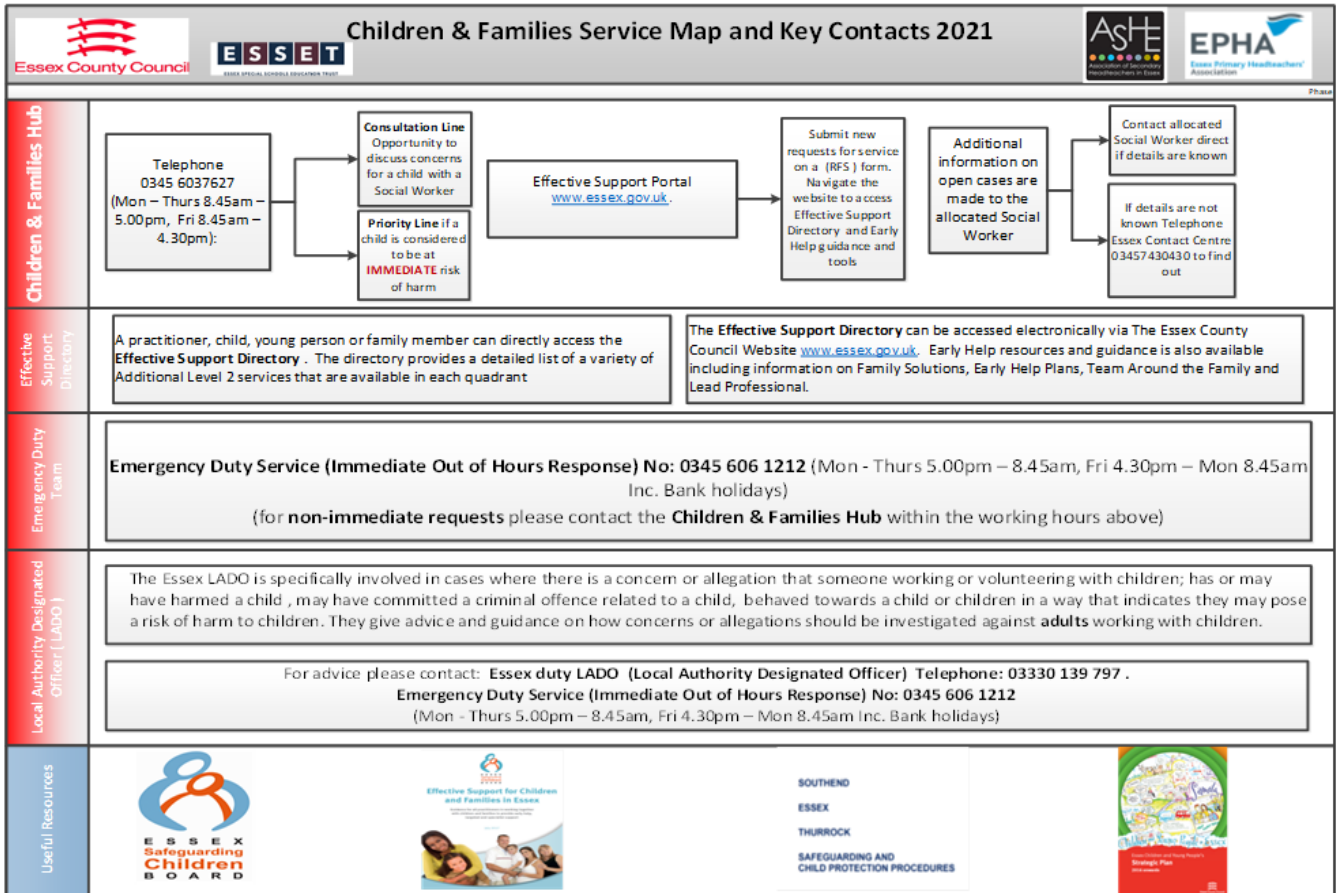 Children & Families Service Map and Key Contacts 2021
Essex County Council
ESSET
ESSEX SPECIAL SCHOOLS EDUCATION TRUST
ASHE
Association of Secondary
Headteachers in Essex
EPHA
Essex Primary Headteachers'
Association
Phase
Children & Families Hub
Telephone
0345 6037627
(Mon – Thurs 8.45am –
5.00pm, Fri 8.45am –
4.30pm):
Consultation Line
Opportunity to
discuss concerns
for a child with a
Social Worker
Priority Line if a
child is considered
to be at
IMMEDIATE risk
of harm
Effective Support Portal
www.essex.gov.uk .
Submit new
requests for service
on a (RFS ) form.
Navigate the
website to access
Effective Support
Directory and Early
Help guidance and
tools
Additional
information on
open cases are
made to the
allocated Social
Worker
Contact allocated
Social Worker direct
if details are known
If details are not
known Telephone
Essex Contact Centre
03457430430 to find
out
Effective
Support
Directory
A practitioner, child, young person or family member can directly access the
Effective Support Directory . The directory provides a detailed list of a variety of
Additional Level 2 services that are available in each quadrant
The Effective Support Directory can be accessed electronically via The Essex County
Council Website www.essex.gov.uk. Early Help resources and guidance is also available
including information on Family Solutions, Early Help Plans, Team Around the Family and
Lead Professional.
Emergency Duty
Team
Emergency Duty Service (Immediate Out of Hours Response) No: 0345 606 1212 (Mon - Thurs 5.00pm – 8.45am, Fri 4.30pm – Mon 8.45am
Inc. Bank holidays)
(for non-immediate requests please contact the Children & Families Hub within the working hours above)
Local Authority Designated
Officer [ LADO )
The Essex LADO is specifically involved in cases where there is a concern or allegation that someone working or volunteering with children; has or may
have harmed a child , may have committed a criminal offence related to a child, behaved towards a child or children in a way that indicates they may pose
a risk of harm to children. They give advice and guidance on how concerns or allegations should be investigated against adults working with children.
For advice please contact: Essex duty LADO (Local Authority Designated Officer) Telephone: 03330 139 797 .
Emergency Duty Service (Immediate Out of Hours Response) No: 0345 606 1212
(Mon - Thurs 5.00pm – 8.45am, Fri 4.30pm – Mon 8.45am Inc. Bank holidays)
Useful Resources
ESSEX
Safeguarding
Children
BOARD
Effective Support for Children
and Families in Essex
SOUTHEND
ESSEX
THURROCK
SAFEGUARDING AND
CHILD PROTECTION PROCEDURES
Essex Children and Young People's
Strategic Plan